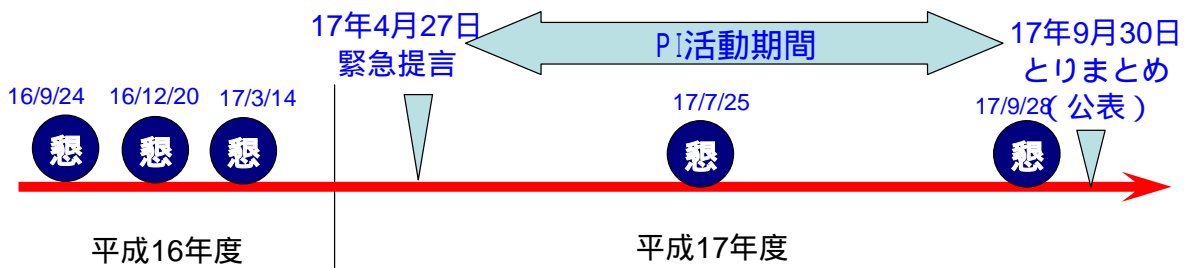 17年4月27日
緊急提言
PI活動期間
17年9月30日
とりまとめ
(公表)
16/9/24
16/12/20
17/3/14
17/7/25
17/9/28
懇
懇
懇
懇
懇
平成16年度
平成17年度